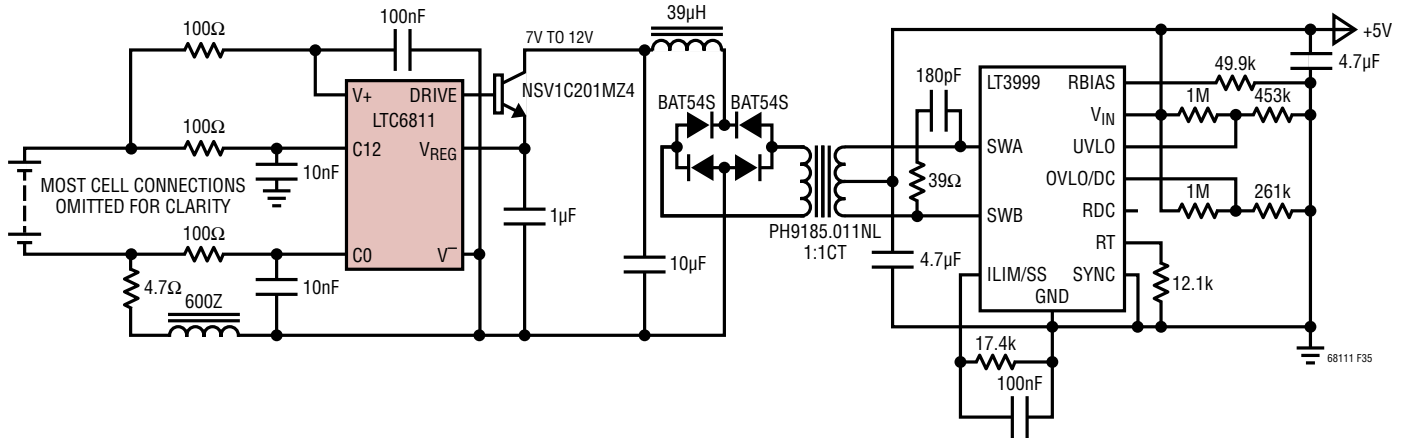 100Ω
100nF
7V TO 12V
39µH
+5V
4.7µF
V+
DRIVE
LTC6811
NSV1C201MZ4
180pF
LT3999
RBIAS
49.9k
BAT54S
BAT54S
VIN
1M
453k
100Ω
C12
VREG
10nF
SWA
UVLO
MOST CELL CONNECTIONS
OMITTED FOR CLARITY
39Ω
OVLO/DC
1M
261k
1µF
SWB
RDC
100Ω
PH9185.011NL
1:1CT
RT
C0
V–
10µF
4.7µF
ILIM/SS
SYNC
12.1k
4.7Ω
600Z
10nF
GND
17.4k
100nF
68111 F35